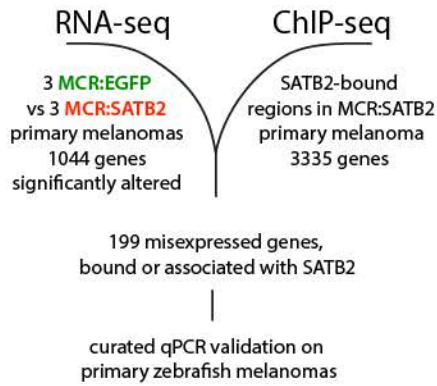 RNA-seq
3 MCR:EGFP
vs 3 MCR:SATB2
primary melanomas
1044 genes
significantly altered
ChIP-seq
SATB2-bound
regions in MCR:SATB2
primary melanoma
3335 genes
199 misexpressed genes,
bound or associated with SATB2
curated qPCR validation on
primary zebrafish melanomas